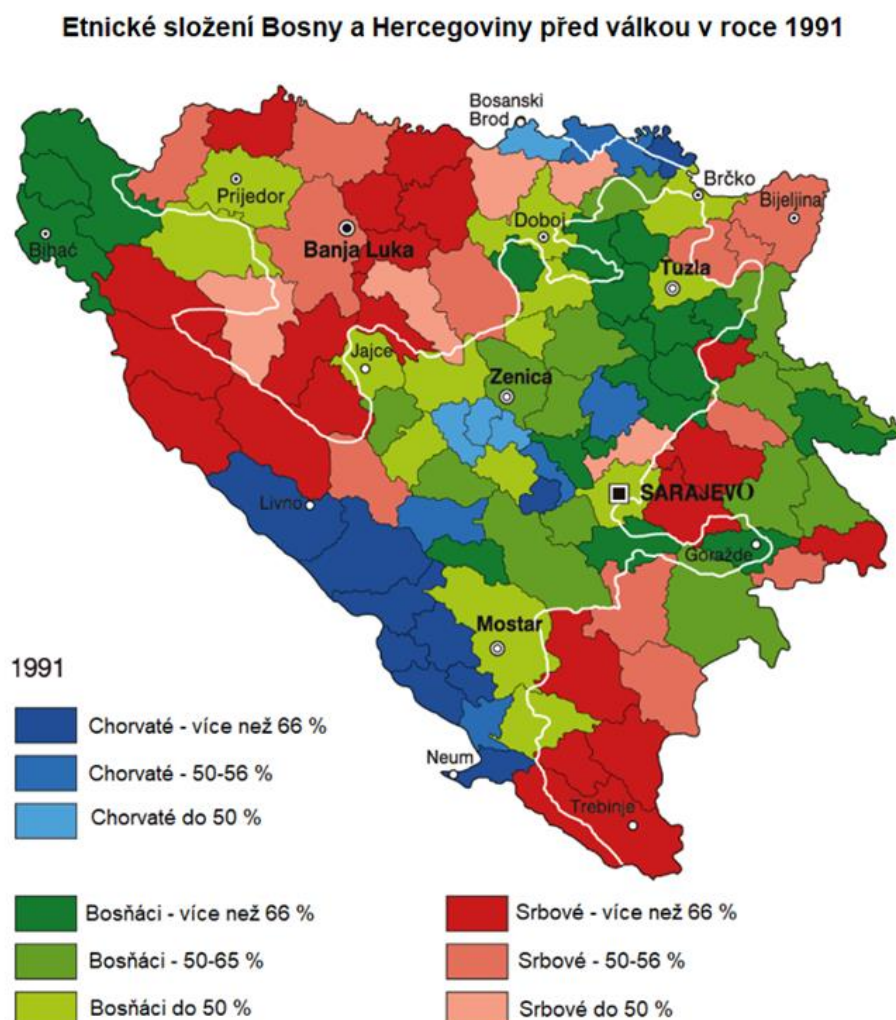 Etnické složení Bosny a Hercegoviny před válkou v roce 1991
Bosanski
Brod
Prijedor
Brčko
Bijeljina
Bihać
Banja Luka
Doboj
Tuzla
Jajce
Zenica
Livno
SARAJEVO
Goražde
Mostar
Neum
Trebinje
1991
Chorvaté - více než 66 %
Chorvaté - 50-56 %
Chorvaté do 50 %
Bosňáci - více než 66 %
Bosňáci - 50-65 %
Bosňáci do 50 %
Srbové - více než 66 %
Srbové - 50-56 %
Srbové do 50 %